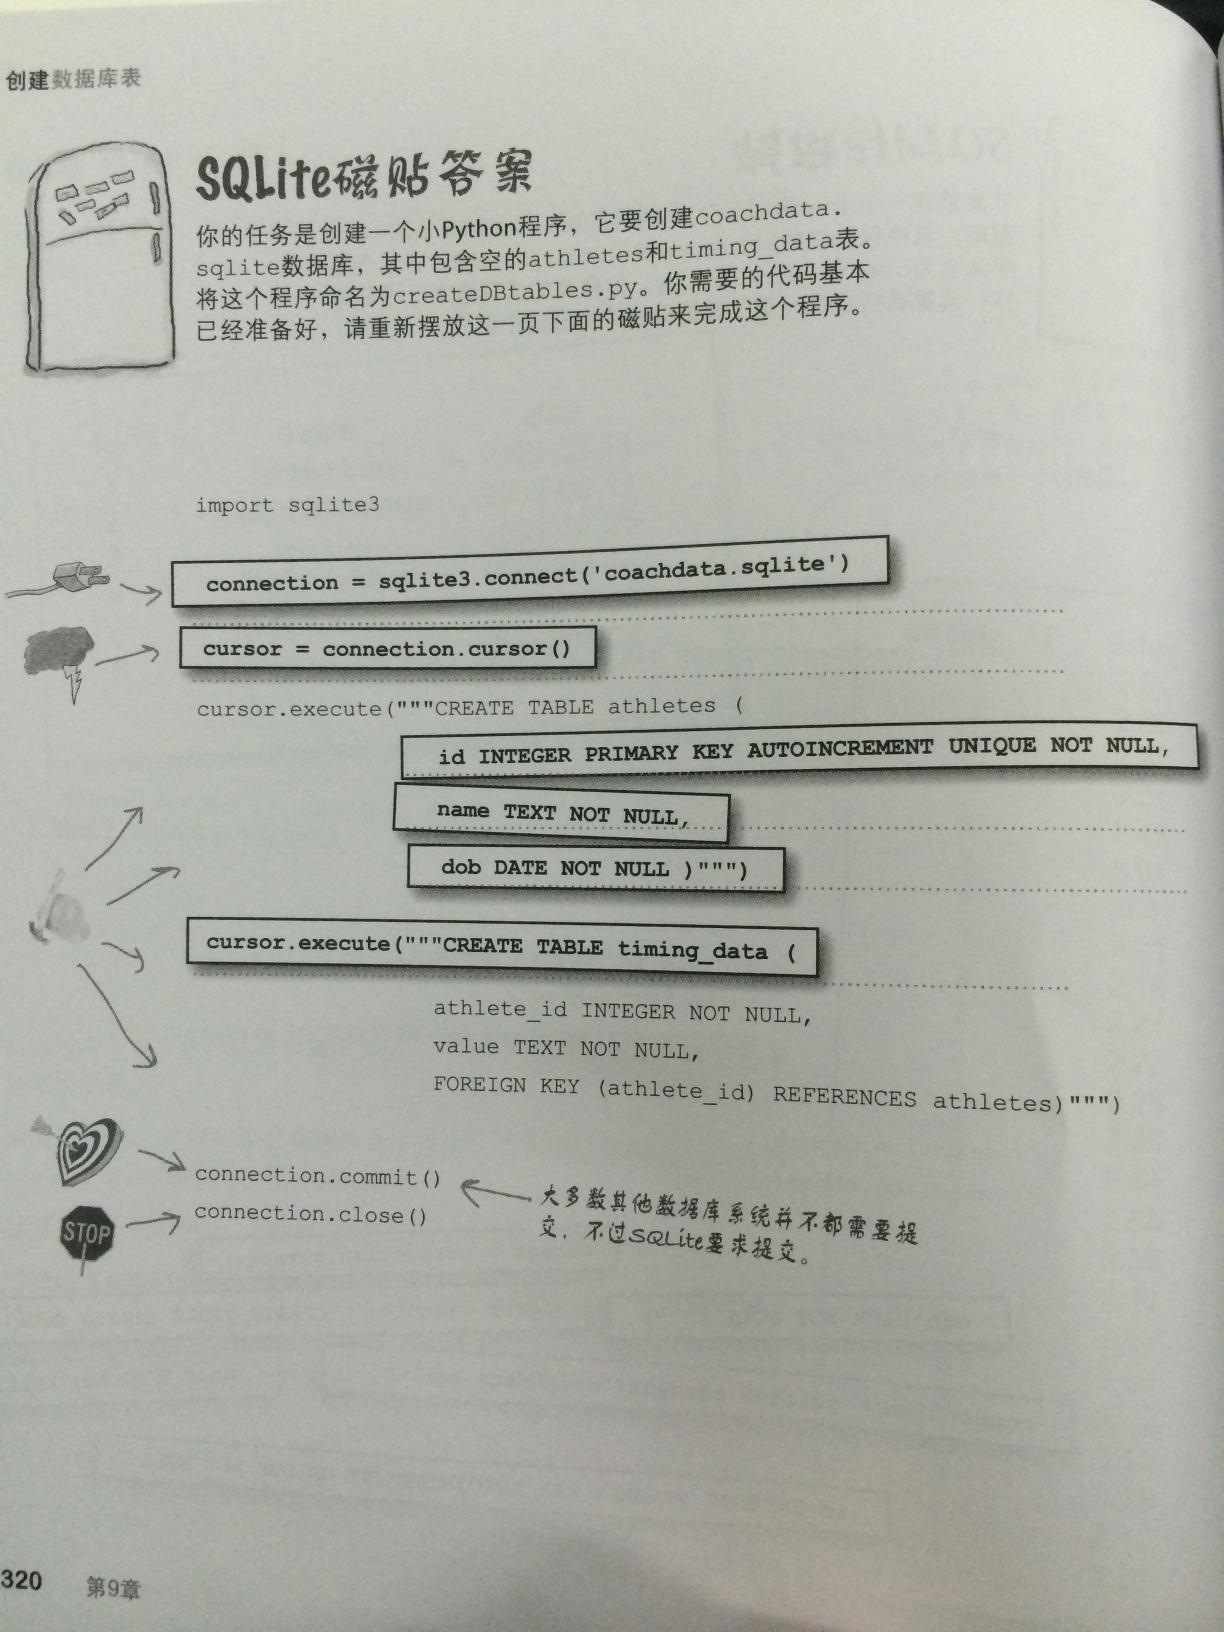 创建数据库表
SQLite磁贴答案
你的任务是创建一个小Python程序，它要创建coachdata.
sqlite数据库，其中包含空的athletes和timing_data表。
将这个程序命名为createDBtables.py。你需要的代码基本
已经准备好，请重新摆放这一页下面的磁贴来完成这个程序。
import sqlite3
connection = sqlite3.connect('coachdata.sqlite')
cursor = connection.cursor()
cursor.execute("""CREATE TABLE athletes (
id INTEGER PRIMARY KEY AUTOINCREMENT UNIQUE NOT NULL,
name TEXT NOT NULL,
dob DATE NOT NULL )""")
cursor.execute("""CREATE TABLE timing_data (
athlete_id INTEGER NOT NULL,
value TEXT NOT NULL,
FOREIGN KEY (athlete_id) REFERENCES athletes)""")
connection.commit()
connection.close()
大多数其他数据库系统并不都需要提
交，不过SQLite要求提交。
STOP
320 第9章